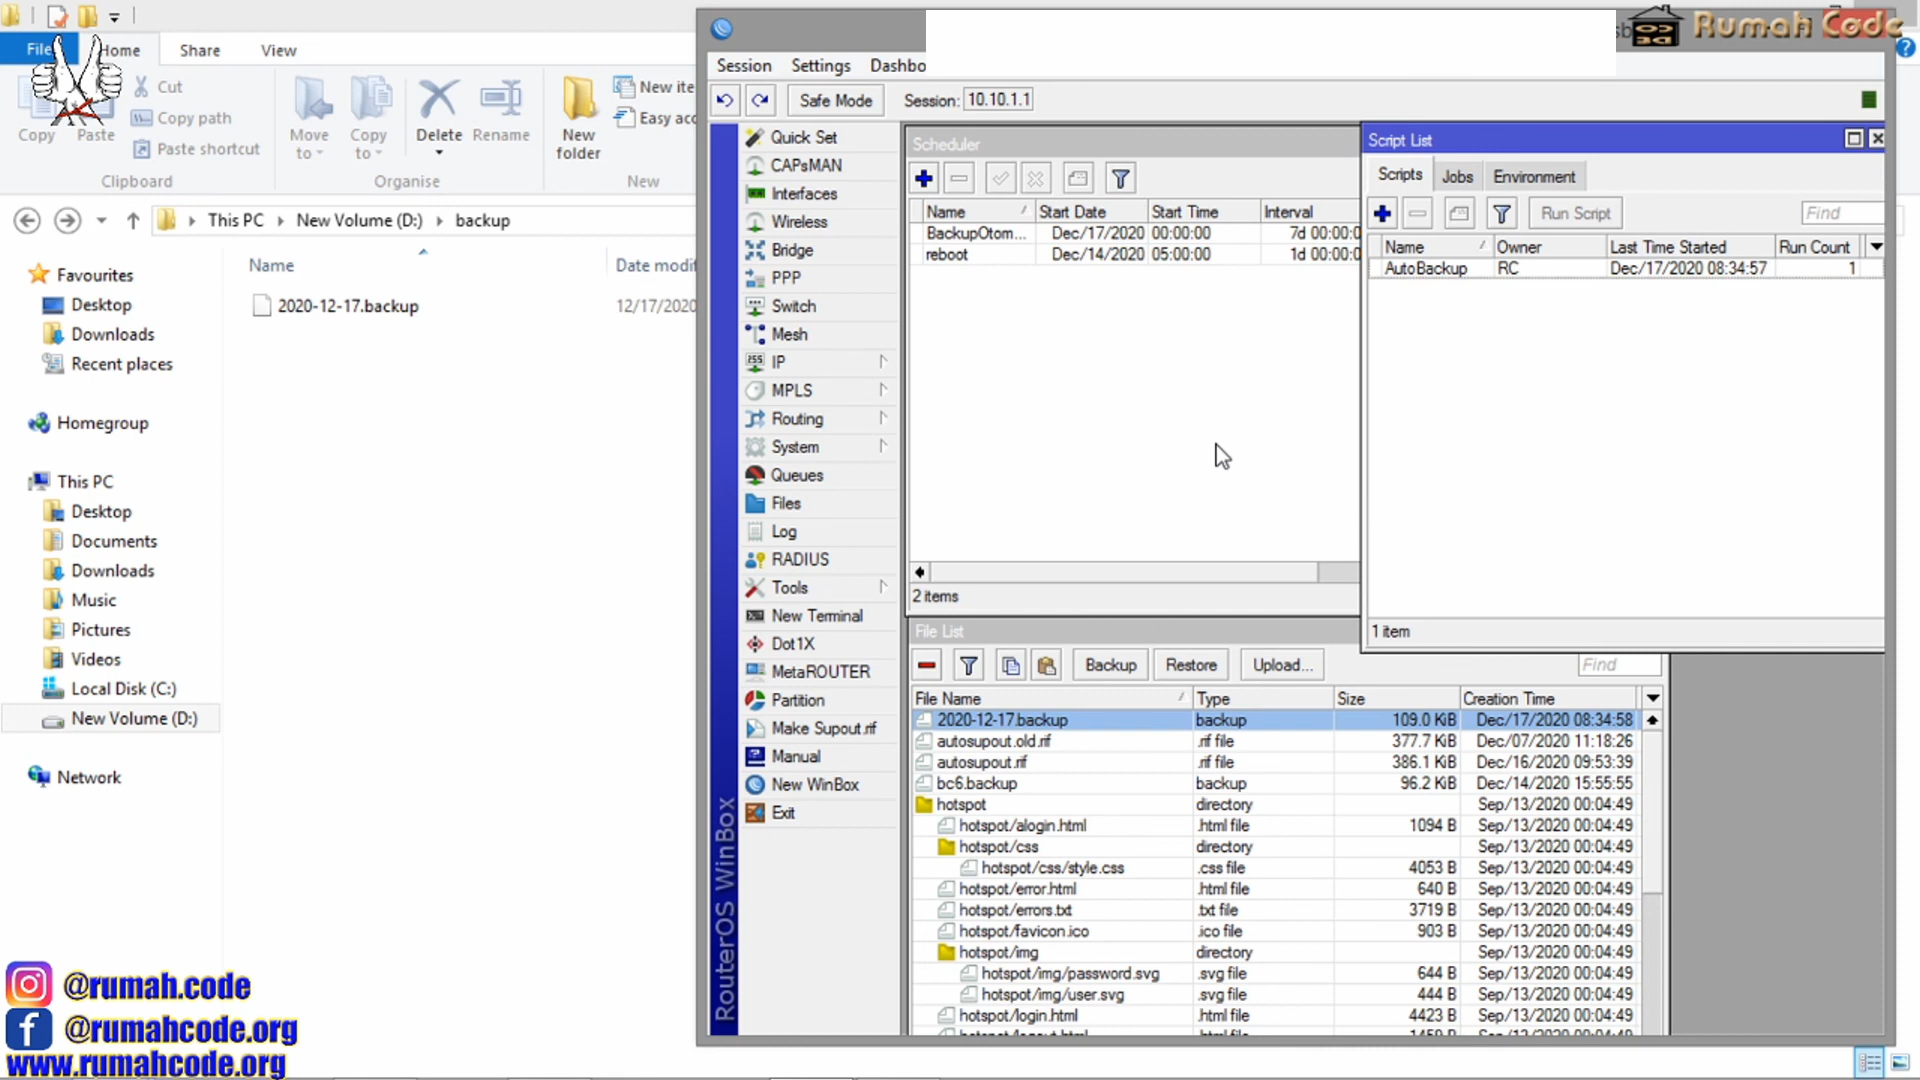 Rumah Code
File
Home
Share
View
Session
Settings
Dashbo
Copy
Paste
Cut
Copy path
Paste shortcut
Clipboard
Move
to
Copy
to
Delete
Rename
Organise
New
folder
New ite
Easy acc
New
Safe Mode
Session: 10.10.1.1
This PC
New Volume (D:)
backup
Name
Date modif
2020-12-17.backup
12/17/2020
Favourites
Desktop
Downloads
Recent places
Homegroup
This PC
Desktop
Documents
Downloads
Music
Pictures
Videos
Local Disk (C:)
New Volume (D:)
Network
@rumah.code
@rumahcode.org
www.rumahcode.org
RouterOS WinBox
Quick Set
CAPsMAN
Interfaces
Wireless
Bridge
PPP
Switch
Mesh
IP
MPLS
Routing
System
Queues
Files
Log
RADIUS
Tools
New Terminal
Dot1X
MetaROUTER
Partition
Make Supout.rif
Manual
New WinBox
Exit
Scheduler
Name Start Date Start Time Interval
BackupOtom... Dec/17/2020 00:00:00 7d 00:00:0
reboot Dec/14/2020 05:00:00 1d 00:00:0
2 items
Script List
Scripts Jobs Environment
Run Script
Find
Name Owner Last Time Started Run Count
AutoBackup RC Dec/17/2020 08:34:57 1
1 item
File List
Backup Restore Upload...
Find
File Name Type Size Creation Time
2020-12-17.backup backup 109.0 KiB Dec/17/2020 08:34:58
autosupout.old.rif .rif file 377.7 KiB Dec/07/2020 11:18:26
autosupout.rif .rif file 386.1 KiB Dec/16/2020 09:53:39
bc6.backup backup 96.2 KiB Dec/14/2020 15:55:55
hotspot directory Sep/13/2020 00:04:49
hotspot/alogin.html .html file 1094 B Sep/13/2020 00:04:49
hotspot/css directory Sep/13/2020 00:04:49
hotspot/css/style.css .css file 4053 B Sep/13/2020 00:04:49
hotspot/error.html .html file 640 B Sep/13/2020 00:04:49
hotspot/errors.txt .txt file 3719 B Sep/13/2020 00:04:49
hotspot/favicon.ico .ico file 903 B Sep/13/2020 00:04:49
hotspot/img directory Sep/13/2020 00:04:49
hotspot/img/password.svg .svg file 644 B Sep/13/2020 00:04:49
hotspot/img/user.svg .svg file 444 B Sep/13/2020 00:04:49
hotspot/login.html .html file 4423 B Sep/13/2020 00:04:49